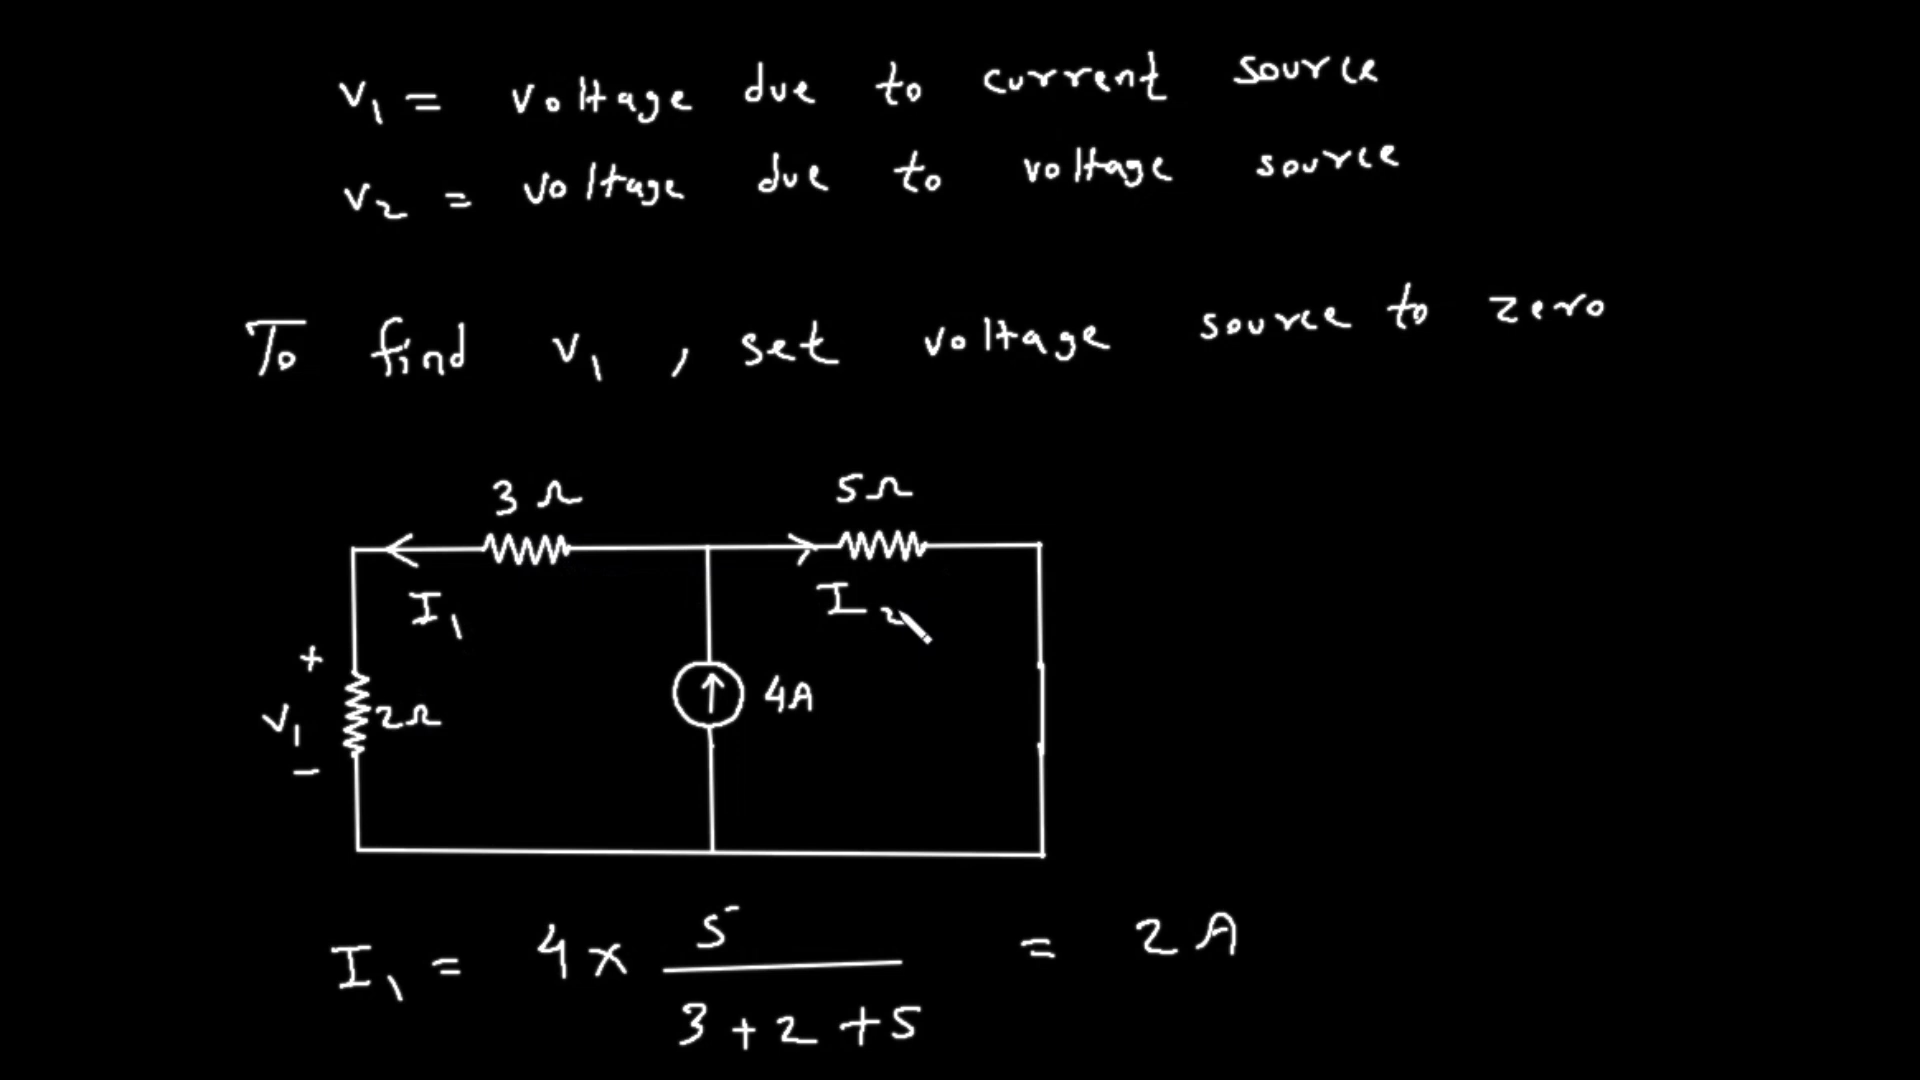 v₁ = voltage due to current source
v₂ = voltage due to voltage source
To find v₁, set voltage source to zero
3Ω 5Ω
I₁ I₂
+
v₁ 2Ω 4A
−
I₁ = 4 × 5 / (3+2+5) = 2A